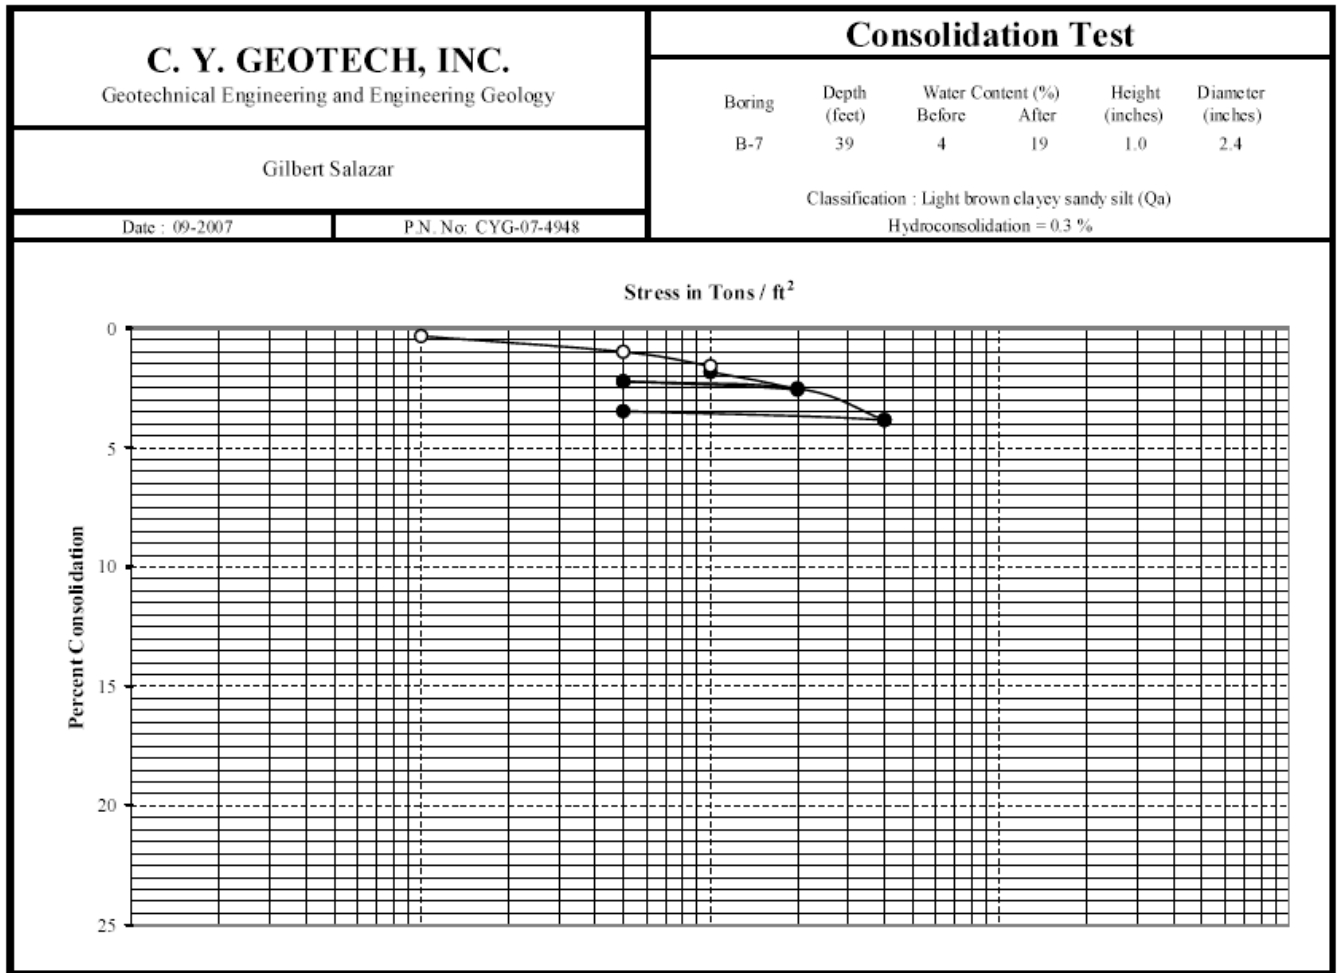 C. Y. GEOTECH, INC.
Geotechnical Engineering and Engineering Geology
Gilbert Salazar
Date : 09-2007
P.N. No: CYG-07-4948
Consolidation Test
Boring Depth (feet) Water Content (%) Before After Height (inches) Diameter (inches)
B-7 39 4 19 1.0 2.4
Classification : Light brown clayey sandy silt (Qa)
Hydroconsolidation = 0.3 %
Stress in Tons / ft²
Percent Consolidation
0
5
10
15
20
25